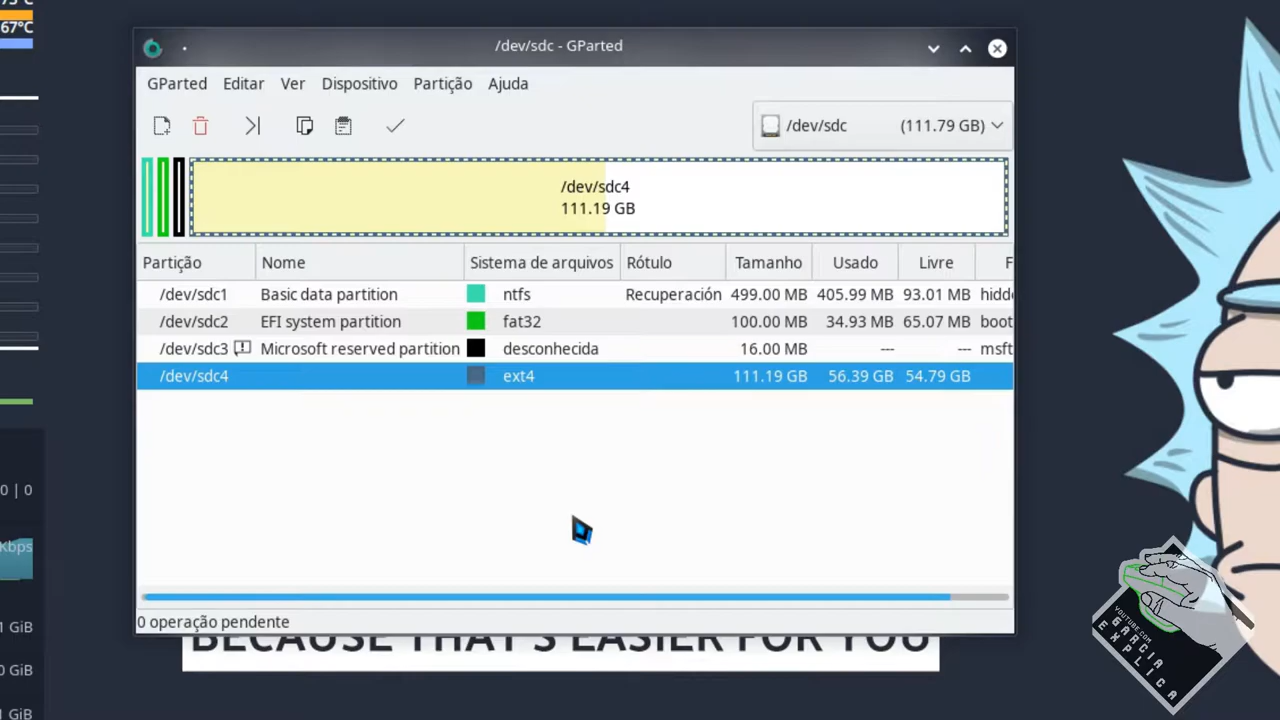 67°C
/dev/sdc - GParted
GParted Editar Ver Dispositivo Partição Ajuda
/dev/sdc (111.79 GB)
/dev/sdc4
111.19 GB
Partição Nome Sistema de arquivos Rótulo Tamanho Usado Livre F
/dev/sdc1 Basic data partition ntfs Recuperación 499.00 MB 405.99 MB 93.01 MB hidd
/dev/sdc2 EFI system partition fat32 100.00 MB 34.93 MB 65.07 MB boot
/dev/sdc3 Microsoft reserved partition desconhecida 16.00 MB --- --- msft
/dev/sdc4 ext4 111.19 GB 56.39 GB 54.79 GB
0 | 0
Kbps
1 GiB
0 GiB
1 GiB
0 operação pendente
BECAUSE THAT'S EASIER FOR YOU
YOUTUBE.COM
GARCIA
EXPLICA